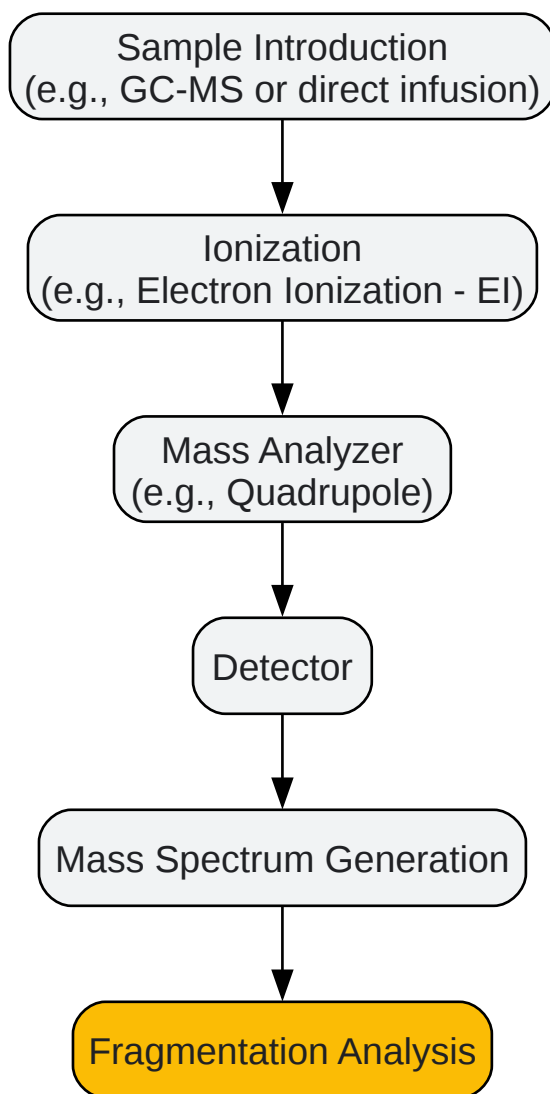 Sample Introduction
(e.g., GC-MS or direct infusion)
Ionization
(e.g., Electron Ionization - EI)
Mass Analyzer
(e.g., Quadrupole)
Detector
Mass Spectrum Generation
Fragmentation Analysis